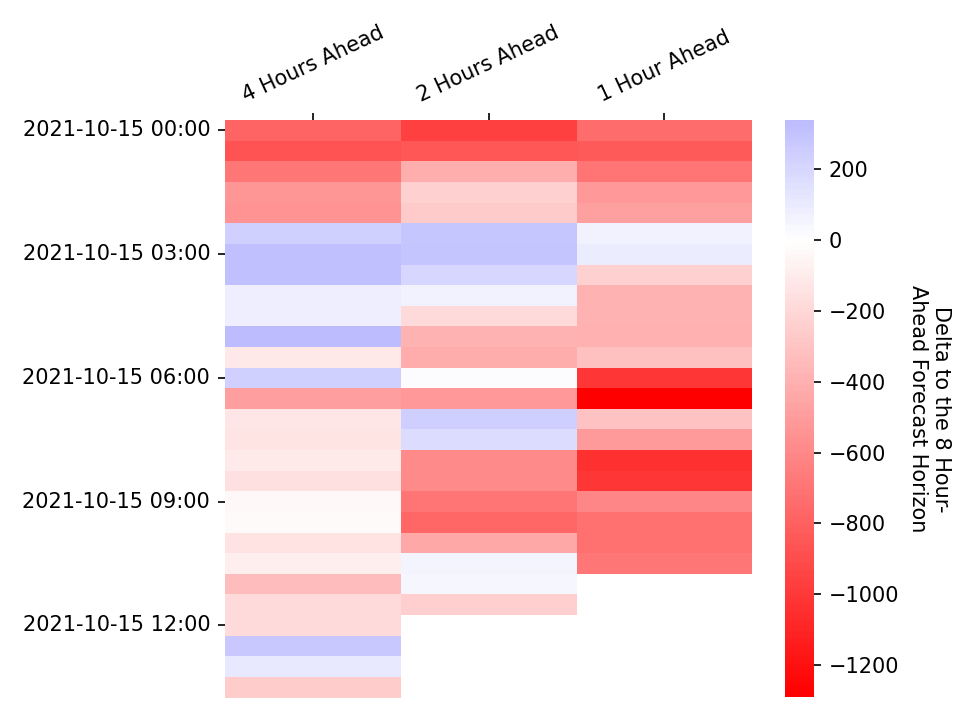 4 Hours Ahead
2 Hours Ahead
1 Hour Ahead
2021-10-15 00:00
2021-10-15 03:00
2021-10-15 06:00
2021-10-15 09:00
2021-10-15 12:00
200
0
−200
−400
−600
−800
−1000
−1200
Delta to the 8 Hour-
Ahead Forecast Horizon